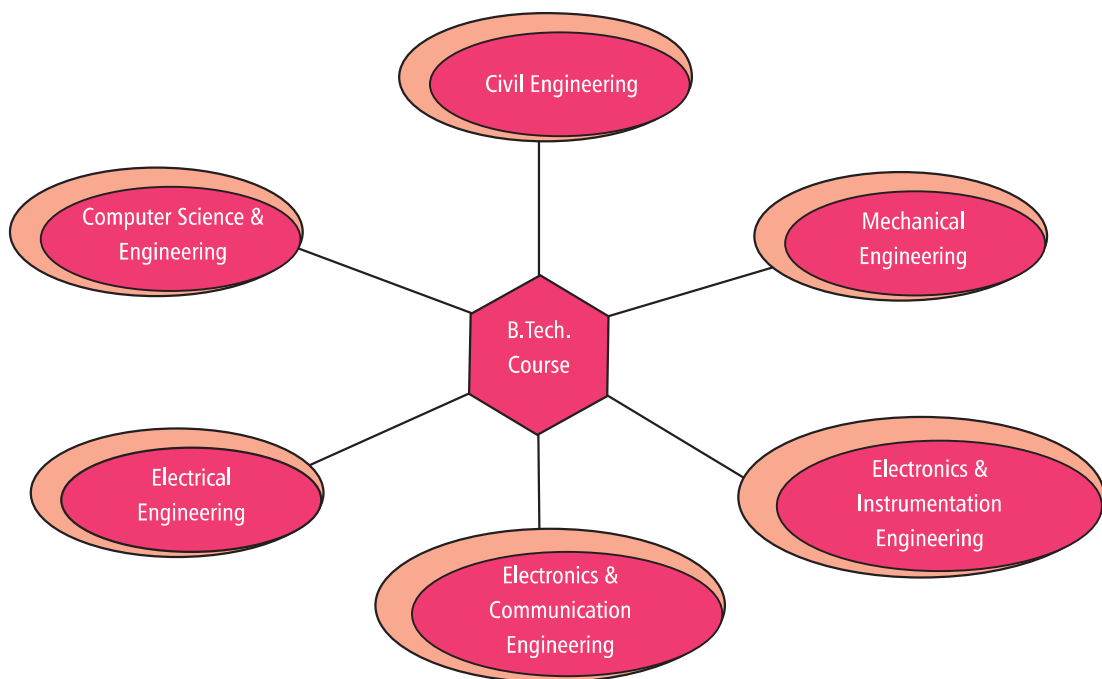 Civil Engineering
Computer Science &
Engineering
Mechanical
Engineering
B.Tech.
Course
Electrical
Engineering
Electronics &
Instrumentation
Engineering
Electronics &
Communication
Engineering